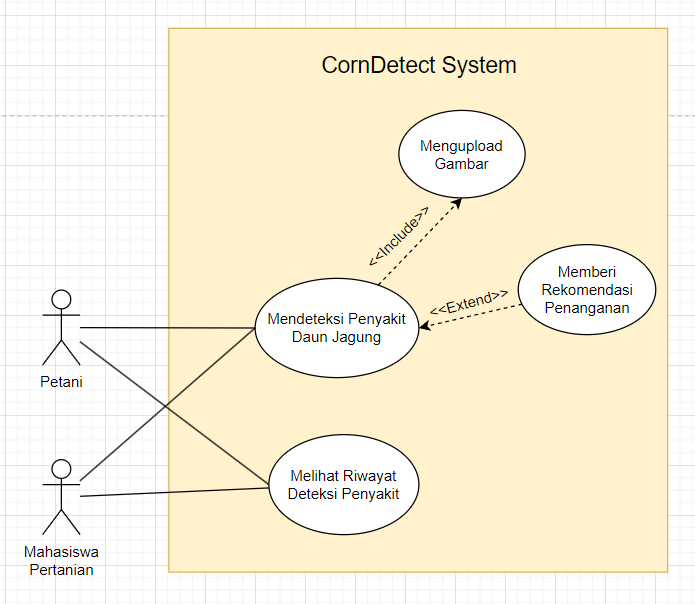 CornDetect System
Mengupload
Gambar
<<Include>>
Memberi
Rekomendasi
Penanganan
<<Extend>>
Mendeteksi Penyakit
Daun Jagung
Petani
Melihat Riwayat
Deteksi Penyakit
Mahasiswa
Pertanian